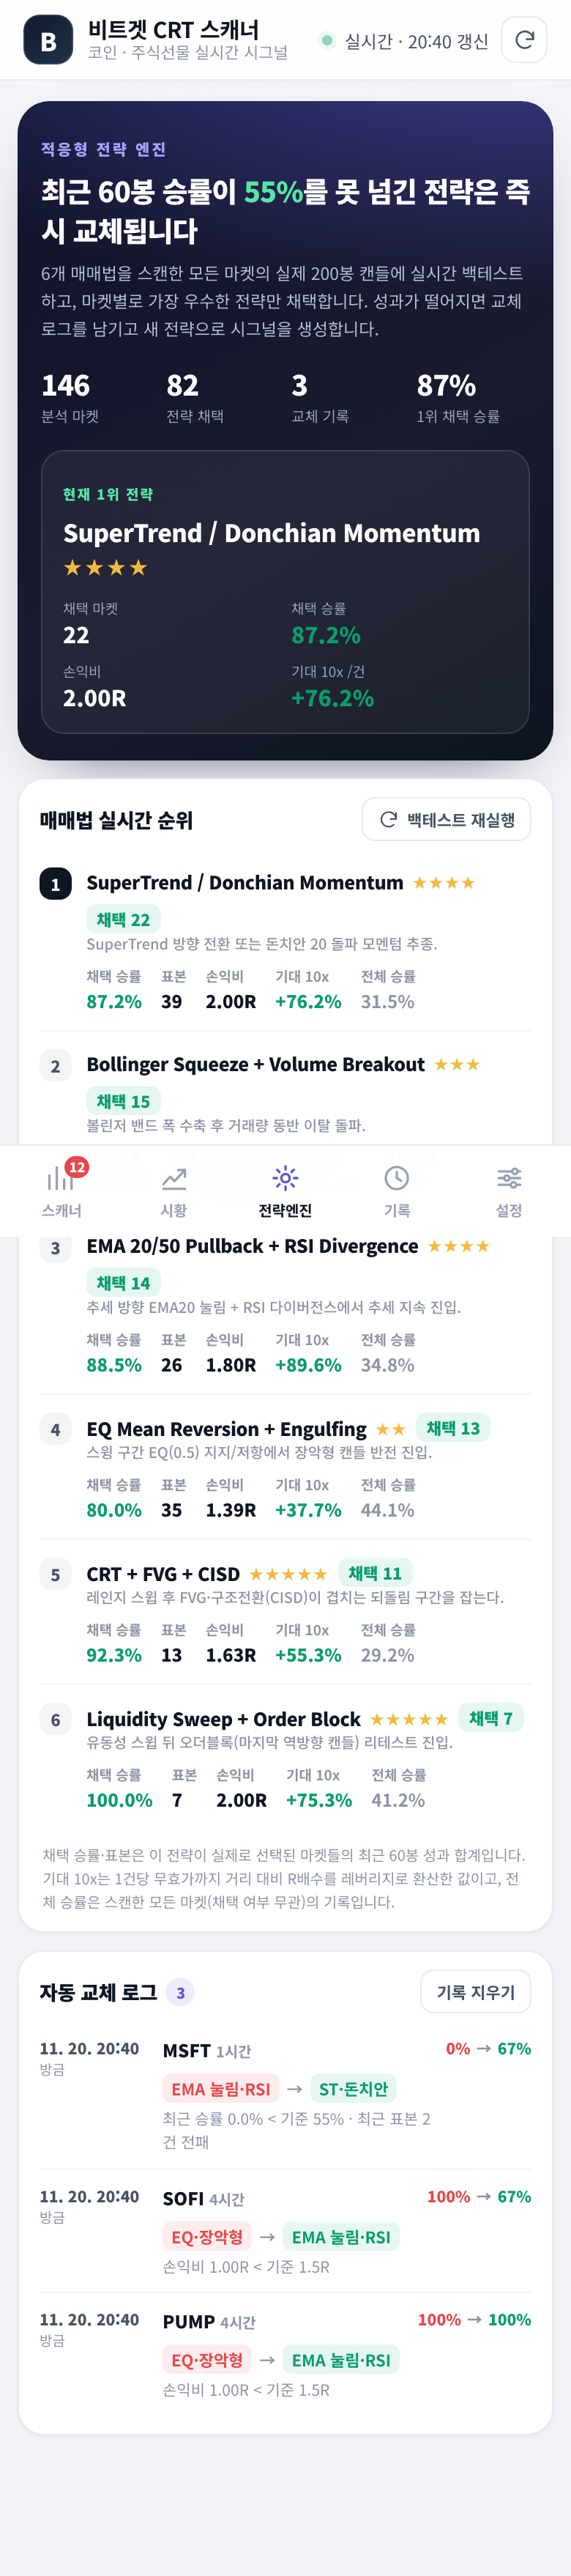 B
비트겟 CRT 스캐너
코인 · 주식선물 실시간 시그널
실시간 · 20:40 갱신
적응형 전략 엔진
최근 60봉 승률이 55%를 못 넘긴 전략은 즉
시 교체됩니다
6개 매매법을 스캔한 모든 마켓의 실제 200봉 캔들에 실시간 백테스트
하고, 마켓별로 가장 우수한 전략만 채택합니다. 성과가 떨어지면 교체
로그를 남기고 새 전략으로 시그널을 생성합니다.
146 82 3 87%
분석 마켓 전략 채택 교체 기록 1위 채택 승률
현재 1위 전략
SuperTrend / Donchian Momentum
★★★★
채택 마켓 채택 승률
22 87.2%
손익비 기대 10x /건
2.00R +76.2%
매매법 실시간 순위
백테스트 재실행
1 SuperTrend / Donchian Momentum ★★★★
채택 22
SuperTrend 방향 전환 또는 돈치안 20 돌파 모멘텀 추종.
채택 승률 표본 손익비 기대 10x 전체 승률
87.2% 39 2.00R +76.2% 31.5%
2 Bollinger Squeeze + Volume Breakout ★★★
채택 15
볼린저 밴드 폭 수축 후 거래량 동반 이탈 돌파.
12
스캐너 시황 전략엔진 기록 설정
3 EMA 20/50 Pullback + RSI Divergence ★★★★
채택 14
추세 방향 EMA20 눌림 + RSI 다이버전스에서 추세 지속 진입.
채택 승률 표본 손익비 기대 10x 전체 승률
88.5% 26 1.80R +89.6% 34.8%
4 EQ Mean Reversion + Engulfing ★★ 채택 13
스윙 구간 EQ(0.5) 지지/저항에서 장악형 캔들 반전 진입.
채택 승률 표본 손익비 기대 10x 전체 승률
80.0% 35 1.39R +37.7% 44.1%
5 CRT + FVG + CISD ★★★★★ 채택 11
레인지 스윕 후 FVG·구조전환(CISD)이 겹치는 되돌림 구간을 잡는다.
채택 승률 표본 손익비 기대 10x 전체 승률
92.3% 13 1.63R +55.3% 29.2%
6 Liquidity Sweep + Order Block ★★★★★ 채택 7
유동성 스윕 뒤 오더블록(마지막 역방향 캔들) 리테스트 진입.
채택 승률 표본 손익비 기대 10x 전체 승률
100.0% 7 2.00R +75.3% 41.2%
채택 승률·표본은 이 전략이 실제로 선택된 마켓들의 최근 60봉 성과 합계입니다.
기대 10x는 1건당 무효가까지 거리 대비 R배수를 레버리지로 환산한 값이고, 전
체 승률은 스캔한 모든 마켓(채택 여부 무관)의 기록입니다.
자동 교체 로그 3
기록 지우기
11. 20. 20:40 MSFT 1시간 0% → 67%
방금
EMA 눌림·RSI → ST·돈치안
최근 승률 0.0% < 기준 55% · 최근 표본 2
건 전패
11. 20. 20:40 SOFI 4시간 100% → 67%
방금
EQ·장악형 → EMA 눌림·RSI
손익비 1.00R < 기준 1.5R
11. 20. 20:40 PUMP 4시간 100% → 100%
방금
EQ·장악형 → EMA 눌림·RSI
손익비 1.00R < 기준 1.5R